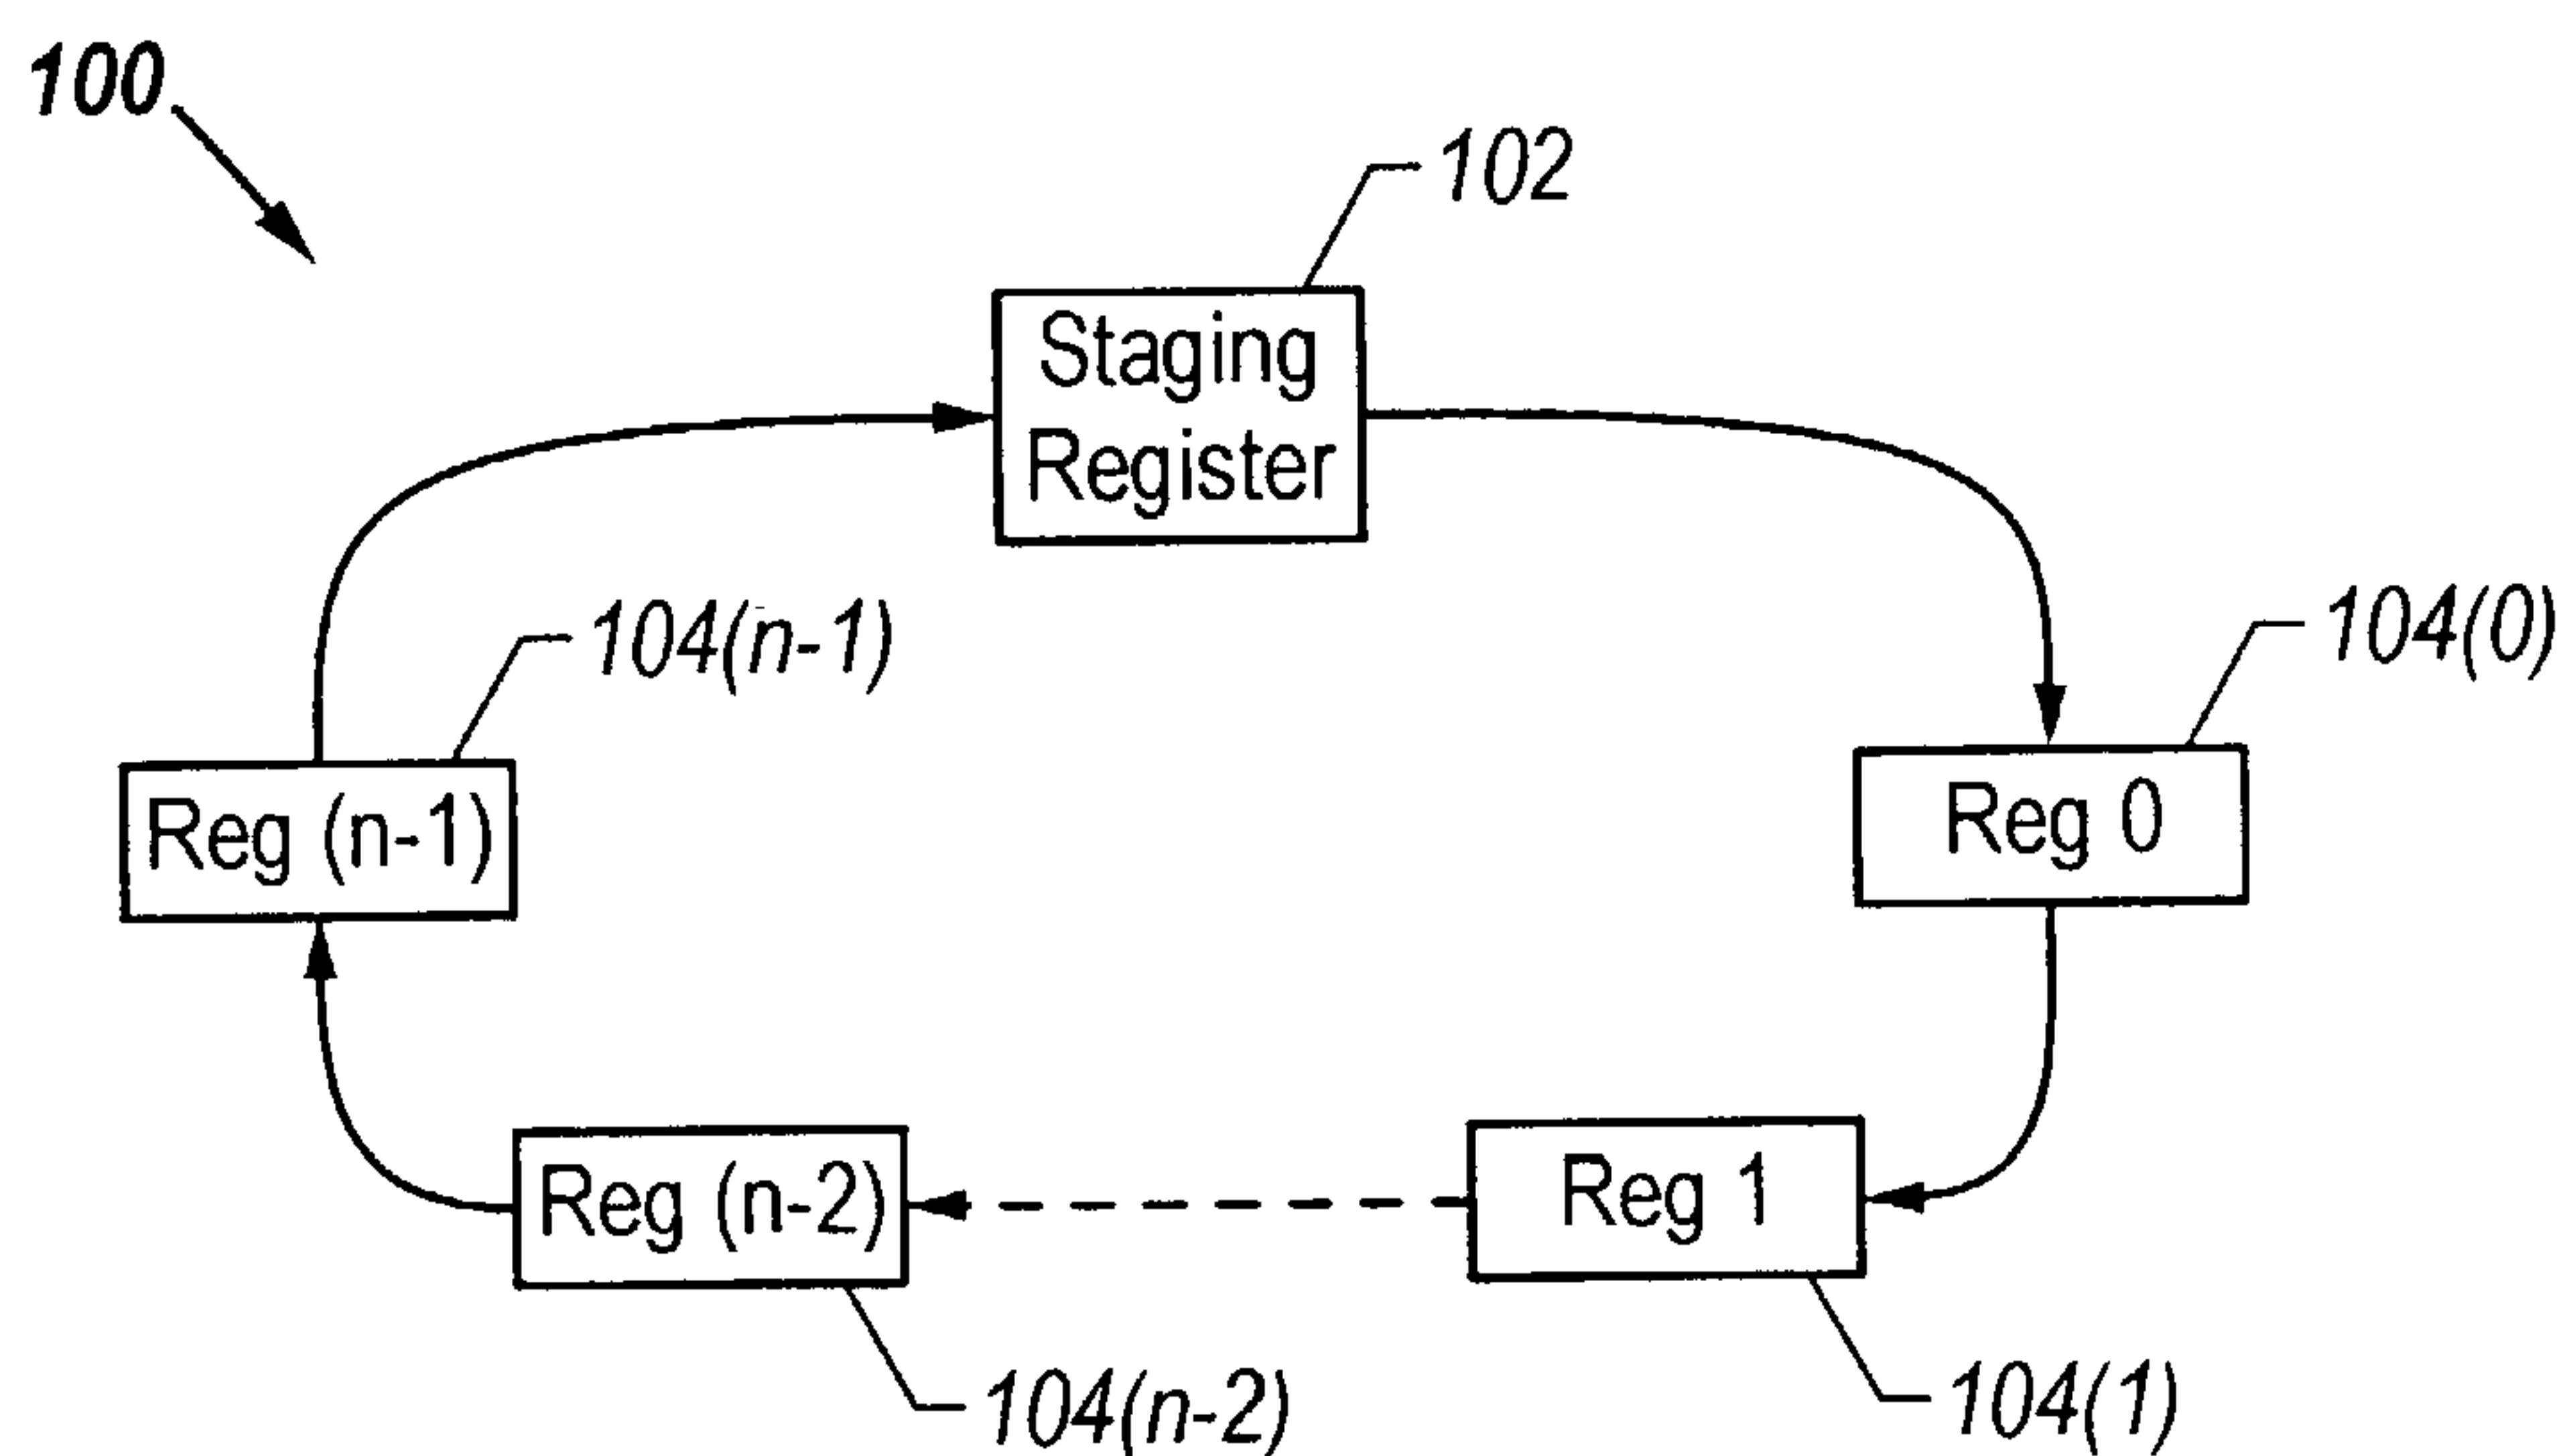 100
102
Staging
Register
104(n-1)
104(0)
Reg (n-1)
Reg 0
Reg (n-2)
Reg 1
104(n-2)
104(1)